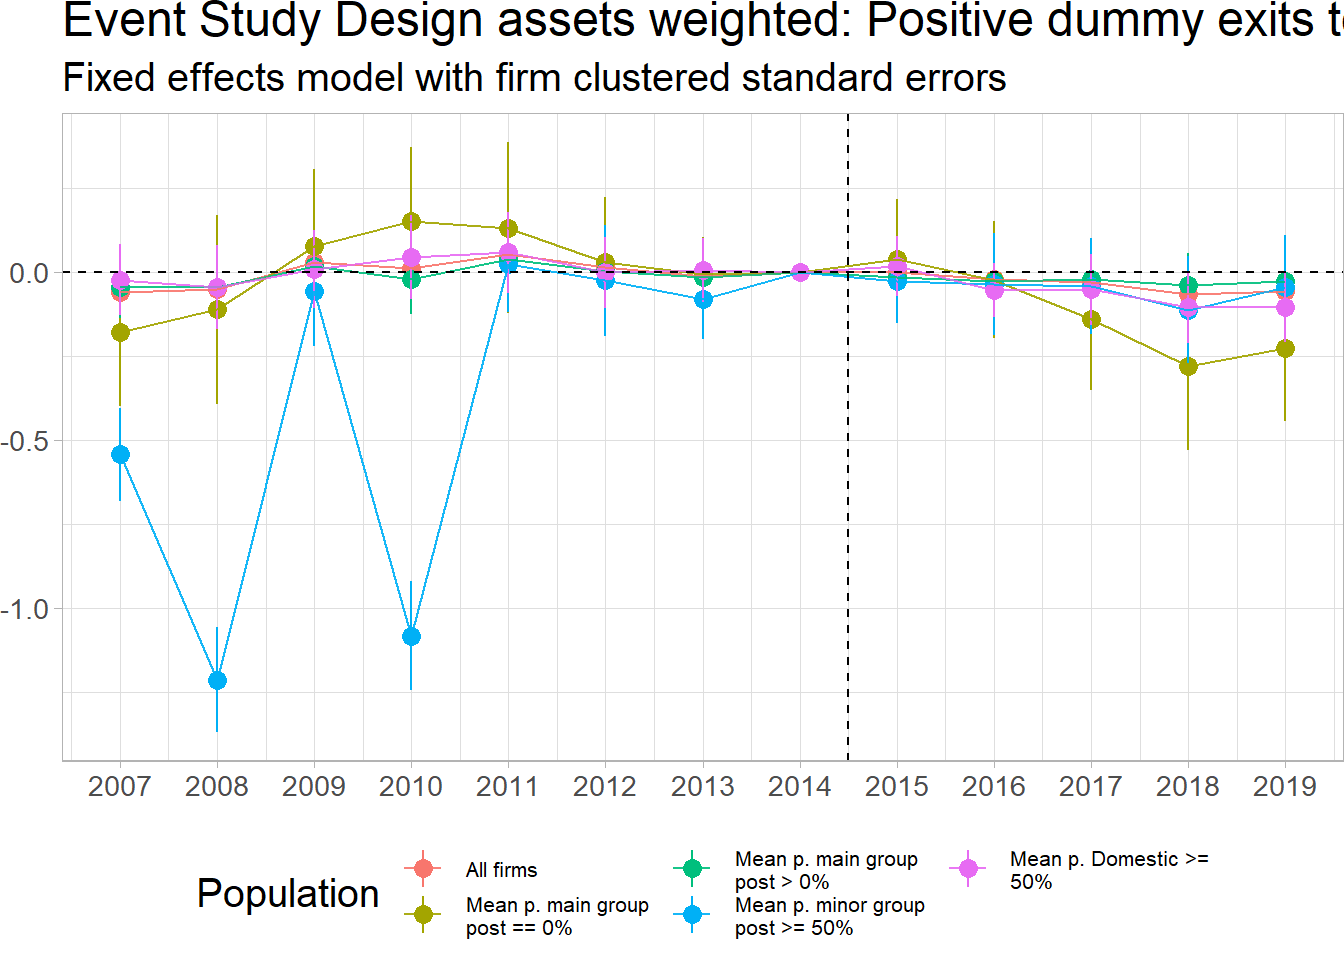 Event Study Design assets weighted: Positive dummy exits
Fixed effects model with firm clustered standard errors
0.0
-0.5
-1.0
2007 2008 2009 2010 2011 2012 2013 2014 2015 2016 2017 2018 2019
Population
All firms
Mean p. main group
post == 0%
Mean p. main group
post > 0%
Mean p. minor group
post >= 50%
Mean p. Domestic >=
50%